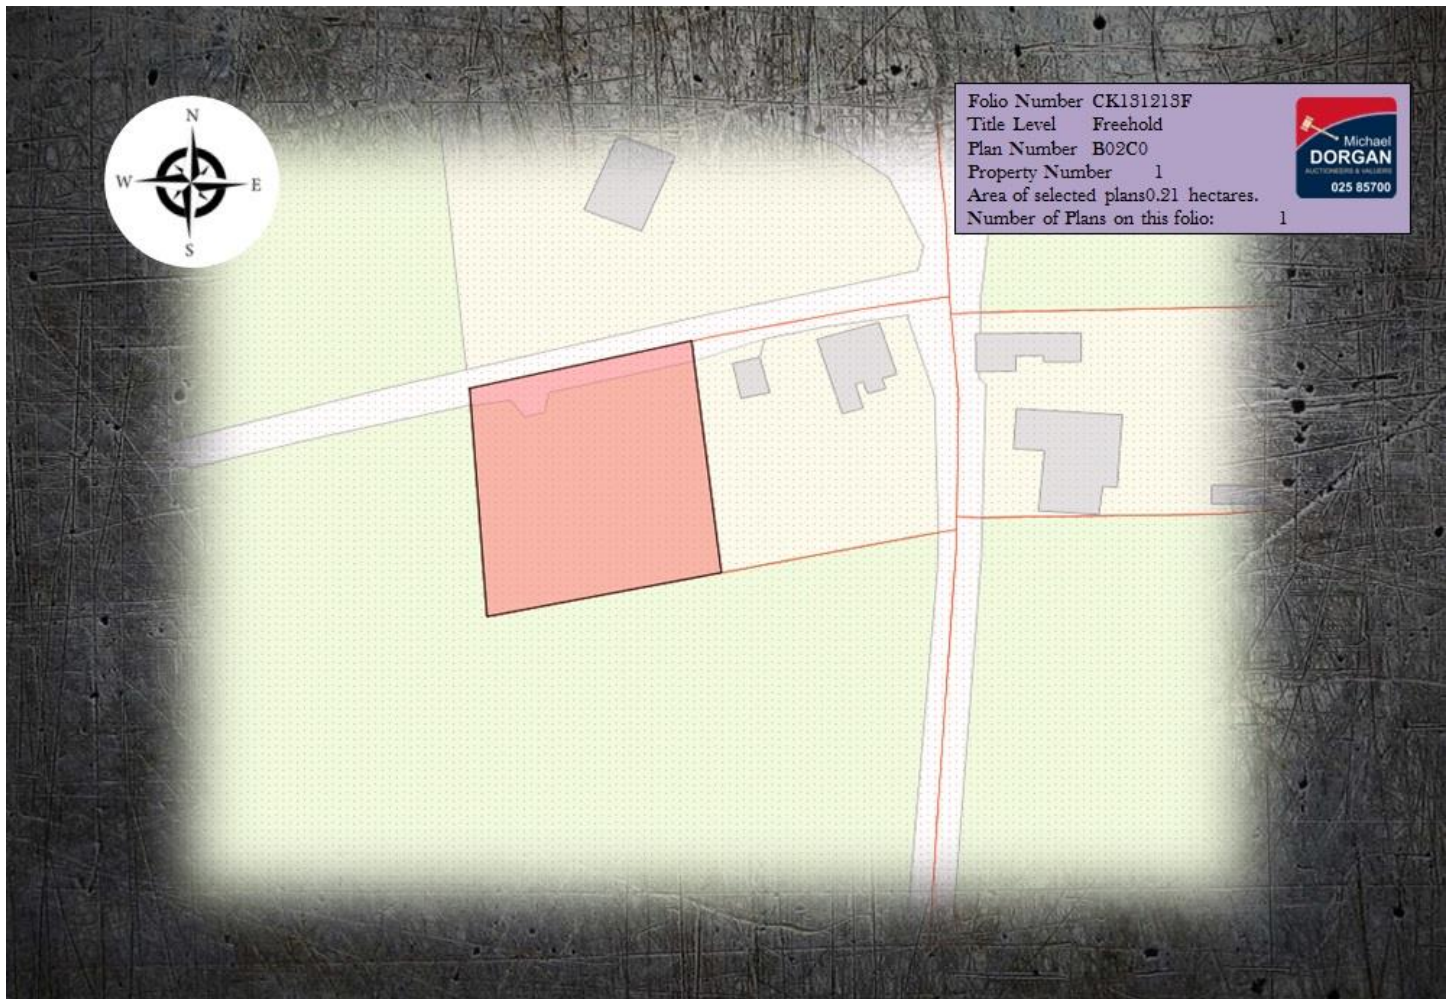 N
W
E
S
Folio Number CK131213F
Title Level Freehold
Plan Number B02C0
Property Number 1
Area of selected plans0.21 hectares.
Number of Plans on this folio: 1
Michael
DORGAN
AUCTIONEERS & VALUERS
025 85700